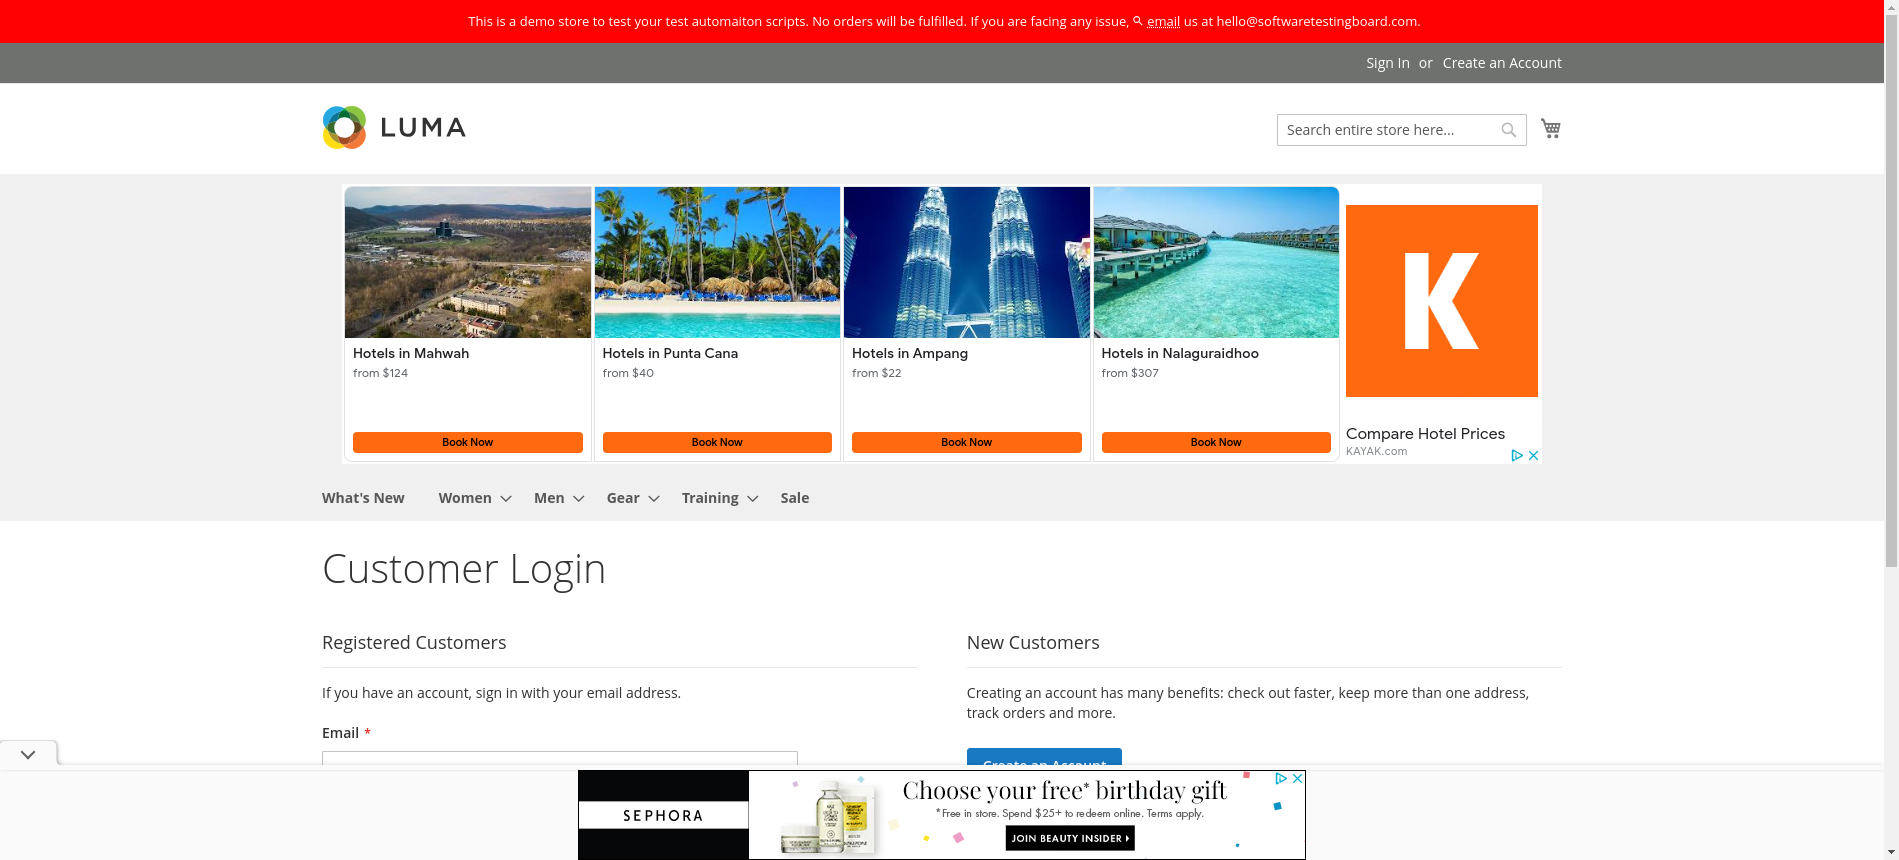 This is a demo store to test your test automaiton scripts. No orders will be fulfilled. If you are facing any issue, email us at hello@softwaretestingboard.com.
Sign In or Create an Account
LUMA
Search entire store here...
Hotels in Mahwah
from $124
Book Now
Hotels in Punta Cana
from $40
Book Now
Hotels in Ampang
from $22
Book Now
Hotels in Nalaguraidhoo
from $307
Book Now
K
Compare Hotel Prices
KAYAK.com
What's New Women Men Gear Training Sale
Customer Login
Registered Customers
If you have an account, sign in with your email address.
Email *
New Customers
Creating an account has many benefits: check out faster, keep more than one address,
track orders and more.
Create an Account
SEPHORA
Choose your free* birthday gift
*Free in store. Spend $25+ to redeem online. Terms apply.
JOIN BEAUTY INSIDER